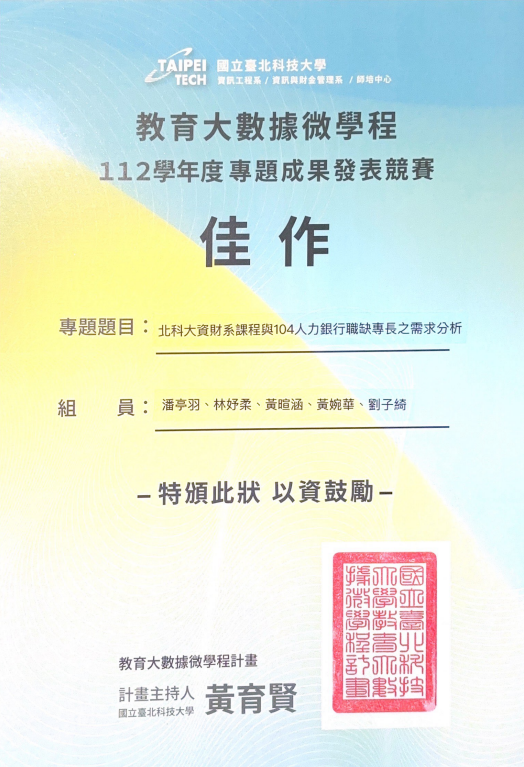 TAIPEI TECH 國立臺北科技大學
資訊工程系 / 資訊與財金管理系 / 師培中心
教育大數據微學程
112學年度專題成果發表競賽
佳作
專題題目：北科大資財系課程與104人力銀行職缺專長之需求分析
組 員：潘亭羽、林妤柔、黃暄涵、黃婉華、劉子綺
–特頒此狀 以資鼓勵–
教育大數據微學程計畫
計畫主持人 黃育賢
國立臺北科技大學
國立臺北科技大學教育大數據微學程計畫